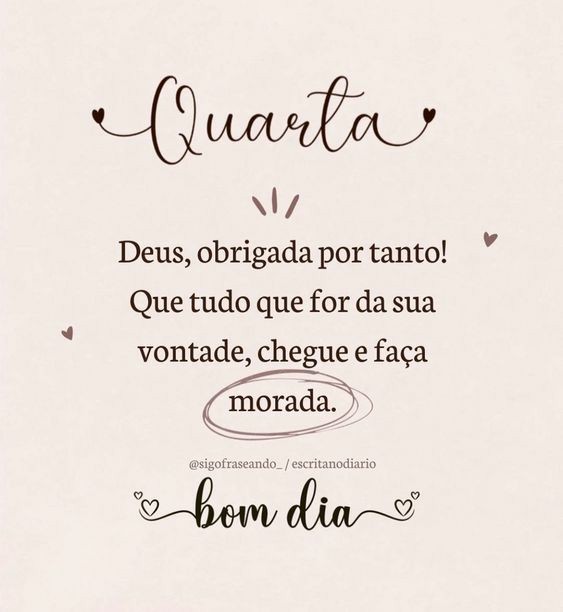 Quarta
Deus, obrigada por tanto!
Que tudo que for da sua
vontade, chegue e faça
morada.
@sigofraseando_ / escritanodiario
bom dia